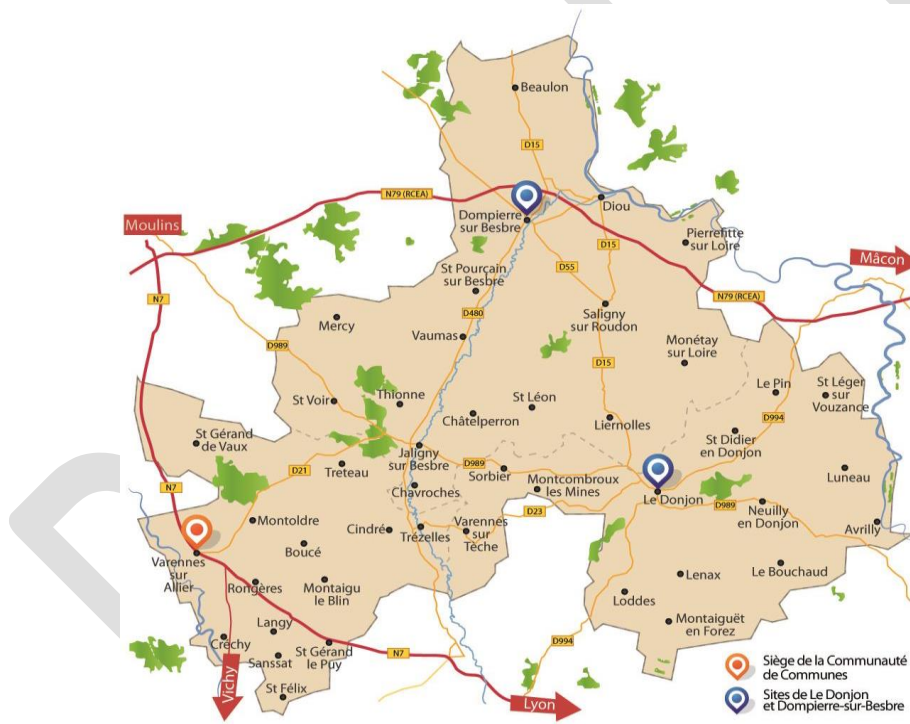 Beaulon
D15
N79 (RCEA)
Dompierre
sur Besbre
Diou
Moulins
Pierrefitte
sur Loire
D15
Mâcon
St Pourçain
sur Besbre
D55
N7
N79 (RCEA)
Mercy
D480
Saligny
sur Roudon
Vaumas
D989
Monétay
sur Loire
D15
Le Pin
St Léger
sur
Vouzance
St Voir
Thionne
St Léon
Châtelperron
Liernolles
D994
St Gérand
de Vaux
St Didier
en Donjon
Jaligny
sur Besbre
D21
Treteau
D989
Sorbier
Luneau
N7
Chavroches
Montcombroux
les Mines
Le Donjon
D989
Neuilly
en Donjon
D23
Montoldre
Cindré
Trézelles
Varennes
sur
Tèche
Avrilly
Boucé
Varennes
sur
Allier
Le Bouchaud
Rongères
Montaigu
le Blin
Lenax
Loddes
Langy
Montaiguët
en Forez
Créchy
St Gérand
le Puy
D994
N7
Sanssat
Vichy
St Félix
Lyon
Siège de la Communauté
de Communes
Sites de Le Donjon
et Dompierre-sur-Besbre